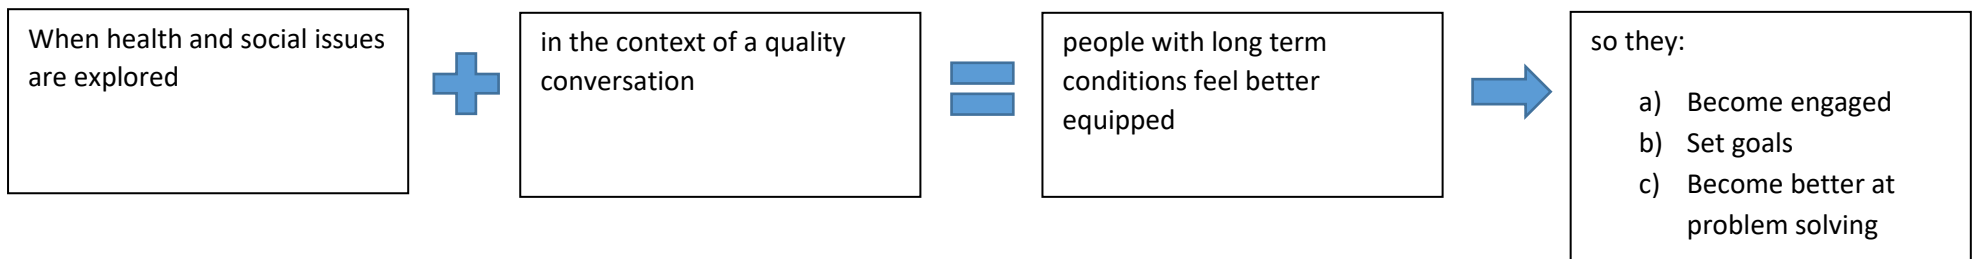 When health and social issues
are explored
in the context of a quality
conversation
people with long term
conditions feel better
equipped
so they:
a) Become engaged
b) Set goals
c) Become better at
problem solving